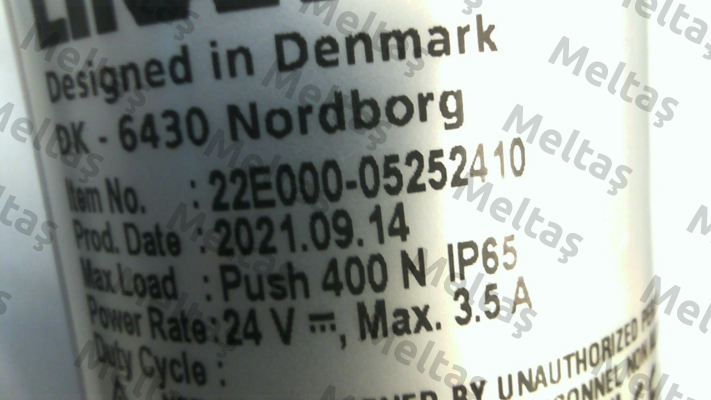 Designed in Denmark
DK - 6430 Nordborg
Item No. : 22E000-05252410
Prod. Date : 2021.09.14
Max Load : Push 400 N IP65
Power Rate: 24 V ⎓, Max. 3.5 A
Duty Cycle :
BY UNAUTHORIZED
Meltaş